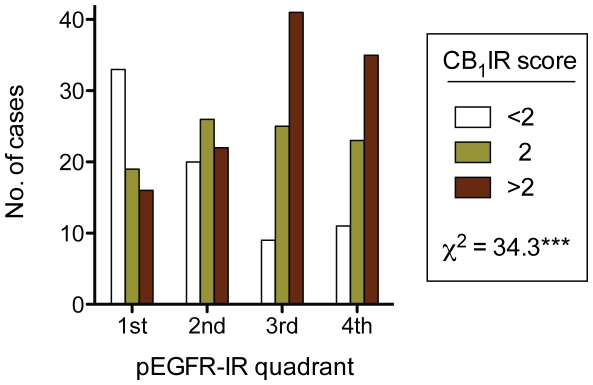 No. of cases
40
30
20
10
0
1st 2nd 3rd 4th
pEGFR-IR quadrant
CB₁IR score
<2
2
>2
χ² = 34.3***